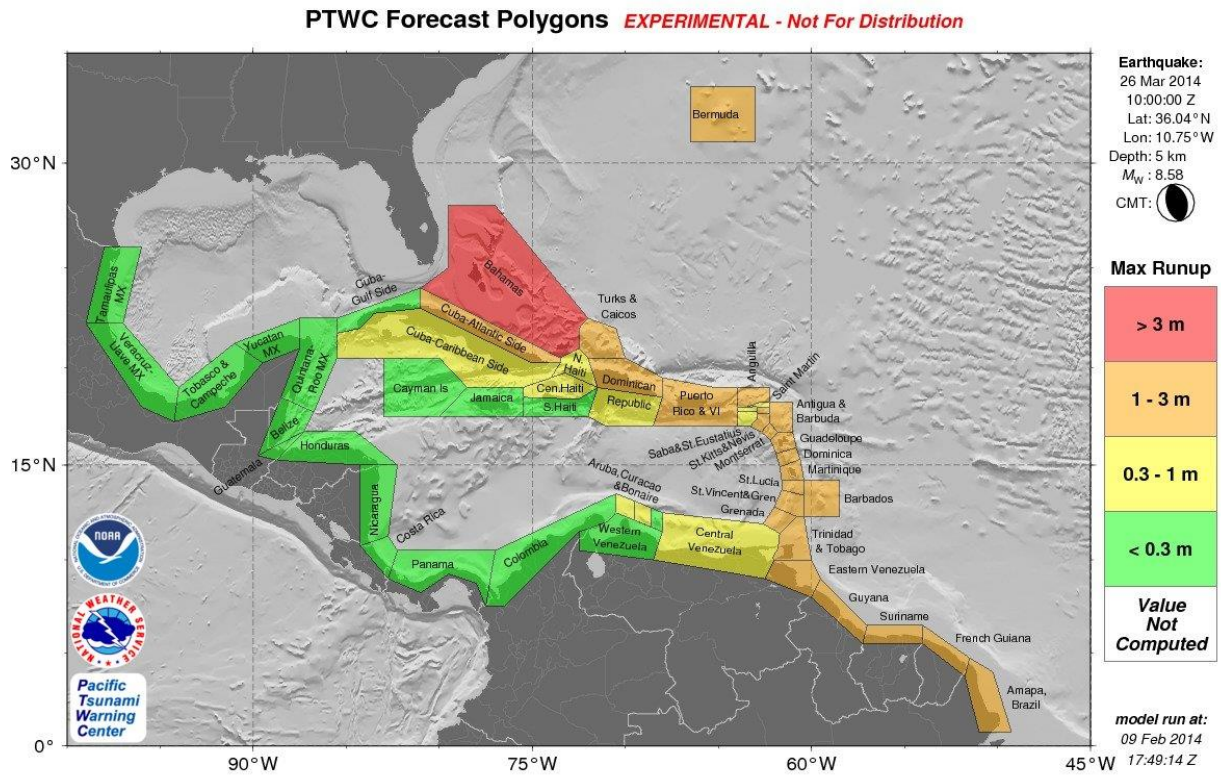 PTWC Forecast Polygons EXPERIMENTAL - Not For Distribution
Earthquake:
26 Mar 2014
10:00:00 Z
Lat: 36.04°N
Lon: 10.75°W
Depth: 5 km
Mw : 8.58
CMT:
Max Runup
> 3 m
1 - 3 m
0.3 - 1 m
< 0.3 m
Value
Not
Computed
model run at:
09 Feb 2014
17:49:14 Z
30°N
15°N
0°
90°W
75°W
60°W
45°W
Bermuda
Bahamas
Tamaulipas
MX
Veracruz-
Llave MX
Tobasco &
Campeche
Yucatan
MX
Quintana
Roo MX
Belize
Guatemala
Honduras
Nicaragua
Costa Rica
Panama
Colombia
Cuba-
Gulf Side
Cuba-Atlantic Side
Cuba-Caribbean Side
Cayman Is
Jamaica
N.
Haiti
Cen.Haiti
S.Haiti
Turks &
Caicos
Dominican
Republic
Puerto
Rico & VI
Anguilla
Saint Martin
Antigua &
Barbuda
Saba&St.Eustatius
St.Kitts&Nevis
Montserrat
Guadeloupe
Dominica
Martinique
St.Lucia
St.Vincent&Gren
Barbados
Grenada
Aruba,Curacao
&Bonaire
Western
Venezuela
Central
Venezuela
Trinidad
& Tobago
Eastern Venezuela
Guyana
Suriname
French Guiana
Amapa,
Brazil
NOAA
NATIONAL WEATHER SERVICE
Pacific
Tsunami
Warning
Center